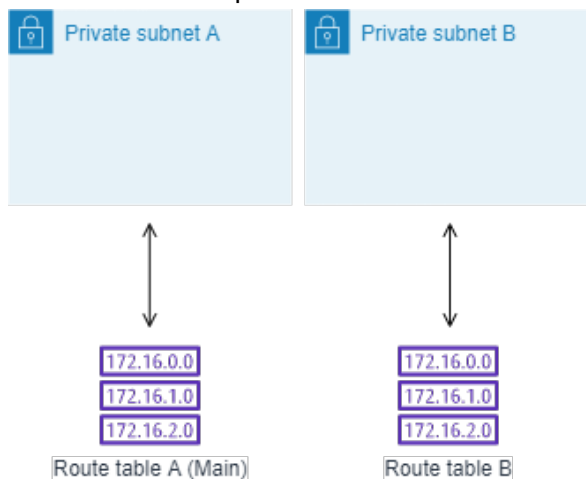 Private subnet A
Private subnet B
172.16.0.0
172.16.1.0
172.16.2.0
Route table A (Main)
172.16.0.0
172.16.1.0
172.16.2.0
Route table B